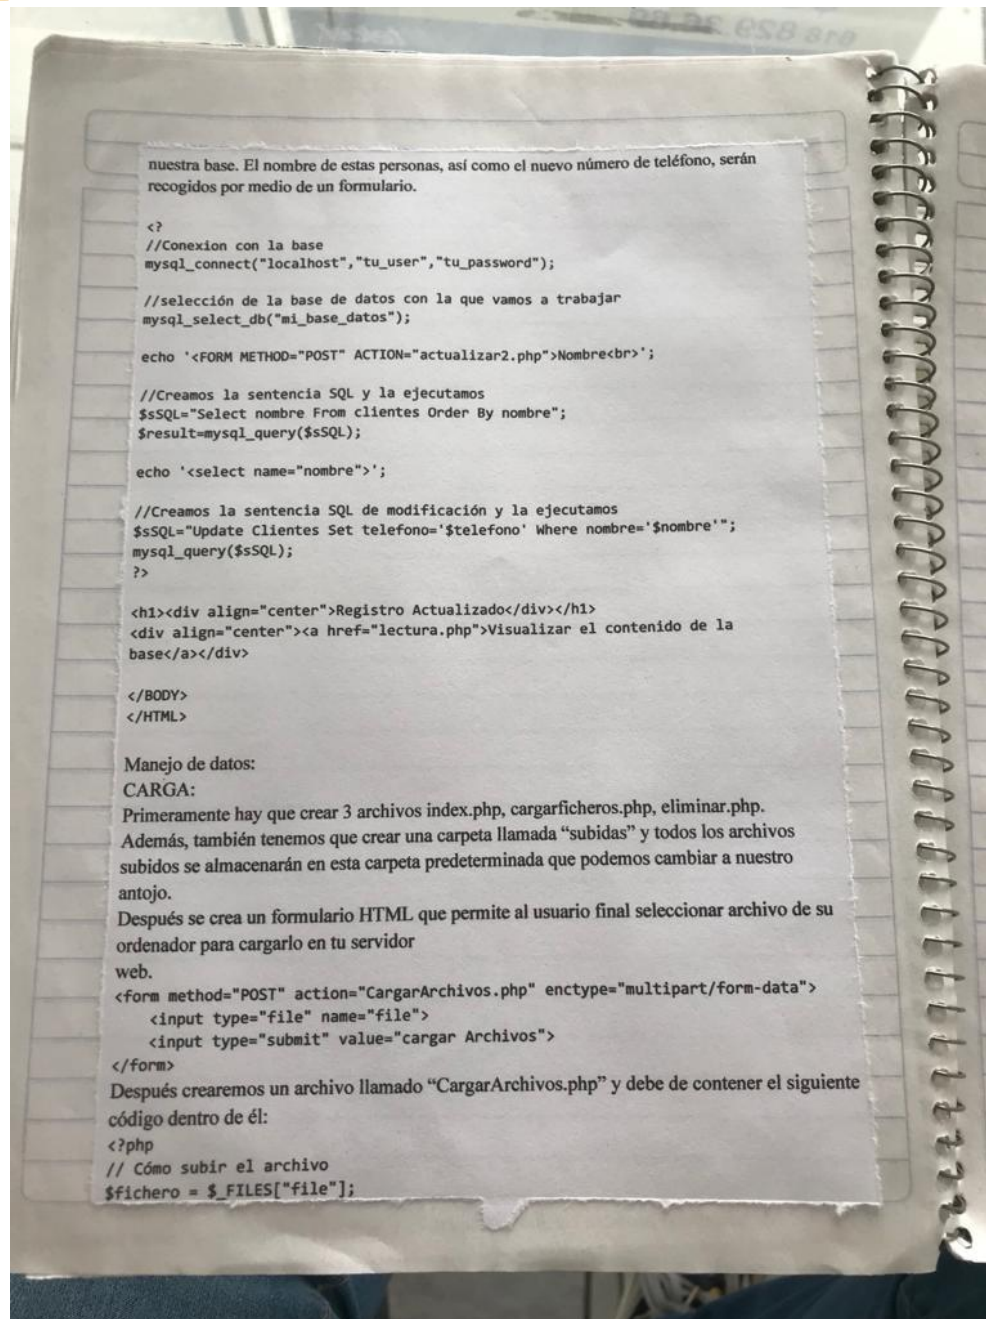 018 829
nuestra base. El nombre de estas personas, así como el nuevo número de teléfono, serán
recogidos por medio de un formulario.
<?
//Conexion con la base
mysql_connect("localhost","tu_user","tu_password");
//selección de la base de datos con la que vamos a trabajar
mysql_select_db("mi_base_datos");
echo '<FORM METHOD="POST" ACTION="actualizar2.php">Nombre<br>';
//Creamos la sentencia SQL y la ejecutamos
$sSQL="Select nombre From clientes Order By nombre";
$result=mysql_query($sSQL);
echo '<select name="nombre">';
//Creamos la sentencia SQL de modificación y la ejecutamos
$sSQL="Update Clientes Set telefono='$telefono' Where nombre='$nombre'";
mysql_query($sSQL);
?>
<h1><div align="center">Registro Actualizado</div></h1>
<div align="center"><a href="lectura.php">Visualizar el contenido de la
base</a></div>
</BODY>
</HTML>
Manejo de datos:
CARGA:
Primeramente hay que crear 3 archivos index.php, cargarficheros.php, eliminar.php.
Además, también tenemos que crear una carpeta llamada “subidas” y todos los archivos
subidos se almacenarán en esta carpeta predeterminada que podemos cambiar a nuestro
antojo.
Después se crea un formulario HTML que permite al usuario final seleccionar archivo de su
ordenador para cargarlo en tu servidor
web.
<form method="POST" action="CargarArchivos.php" enctype="multipart/form-data">
<input type="file" name="file">
<input type="submit" value="cargar Archivos">
</form>
Después crearemos un archivo llamado “CargarArchivos.php” y debe de contener el siguiente
código dentro de él:
<?php
// Cómo subir el archivo
$fichero = $_FILES["file"];